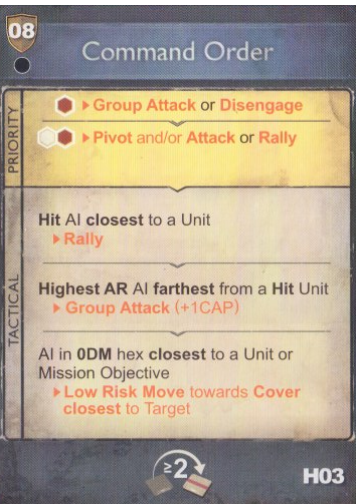 08
Command Order
PRIORITY
▸ Group Attack or Disengage
▸ Pivot and/or Attack or Rally
TACTICAL
Hit AI closest to a Unit
▸ Rally
Highest AR AI farthest from a Hit Unit
▸ Group Attack (+1CAP)
AI in 0DM hex closest to a Unit or
Mission Objective
▸ Low Risk Move towards Cover
closest to Target
≥2
H03